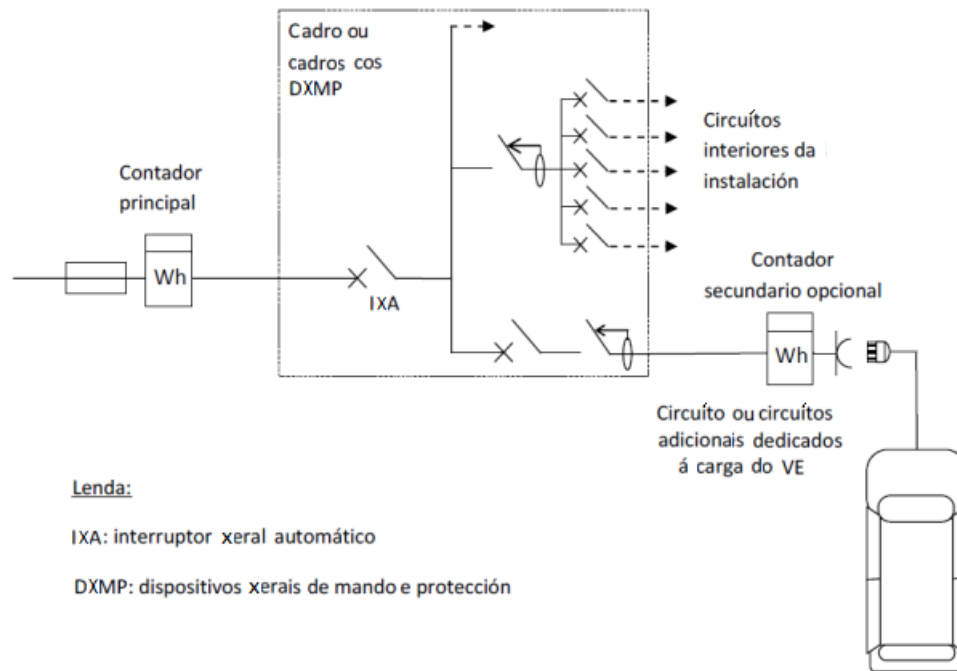 Cadro ou
cadros cos
DXMP
Circuítos
interiores da
instalación
Contador
principal
Wh
IXA
Contador
secundario opcional
Wh
Circuíto ou circuítos
adicionais dedicados
á carga do VE
Lenda:
IXA: interruptor xeral automático
DXMP: dispositivos xerais de mando e protección